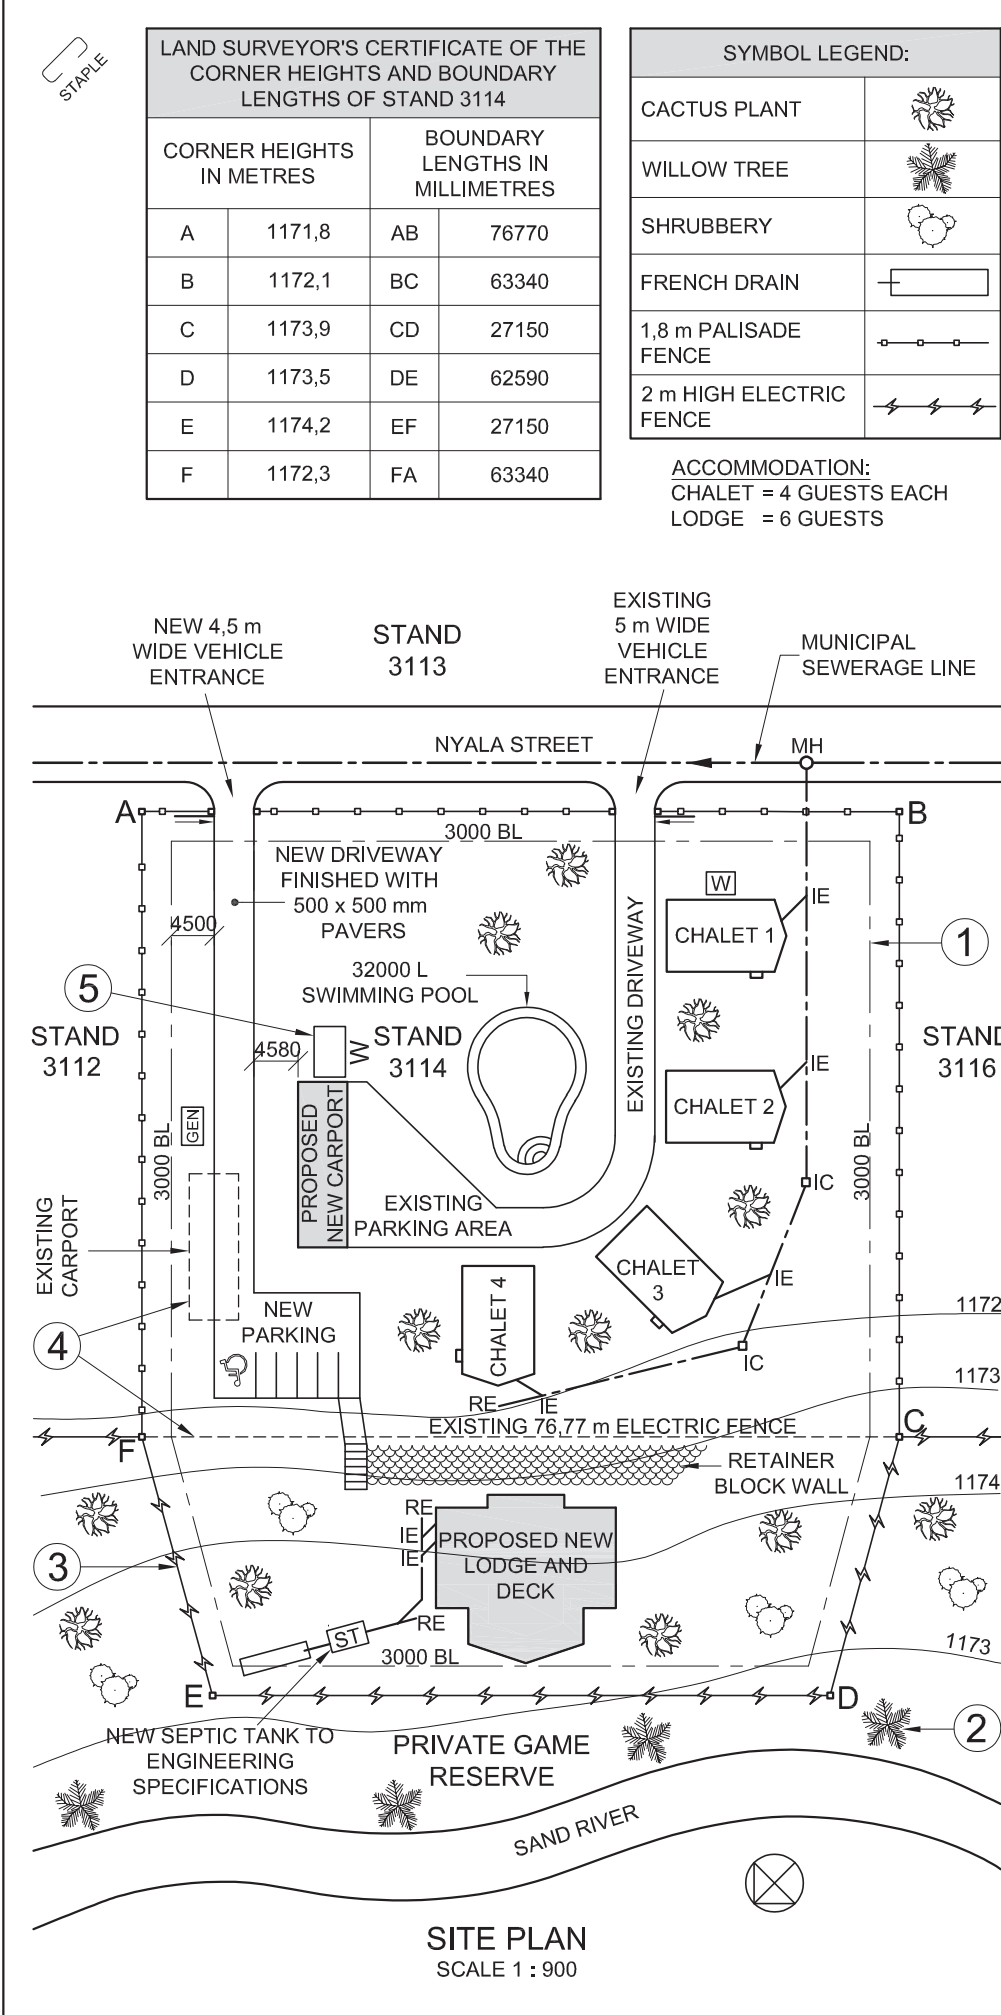 STAPLE
LAND SURVEYOR'S CERTIFICATE OF THE
CORNER HEIGHTS AND BOUNDARY
LENGTHS OF STAND 3114
CORNER HEIGHTS
IN METRES
BOUNDARY
LENGTHS IN
MILLIMETRES
A 1171,8 AB 76770
B 1172,1 BC 63340
C 1173,9 CD 27150
D 1173,5 DE 62590
E 1174,2 EF 27150
F 1172,3 FA 63340
SYMBOL LEGEND:
CACTUS PLANT
WILLOW TREE
SHRUBBERY
FRENCH DRAIN
1,8 m PALISADE
FENCE
2 m HIGH ELECTRIC
FENCE
ACCOMMODATION:
CHALET = 4 GUESTS EACH
LODGE = 6 GUESTS
NEW 4,5 m
WIDE VEHICLE
ENTRANCE
STAND
3113
EXISTING
5 m WIDE
VEHICLE
ENTRANCE
MUNICIPAL
SEWERAGE LINE
NYALA STREET
MH
A
B
3000 BL
NEW DRIVEWAY
FINISHED WITH
500 x 500 mm
PAVERS
4500
W
IE
CHALET 1
1
EXISTING DRIVEWAY
32000 L
SWIMMING POOL
5
STAND
3112
4580
W
STAND
3114
STAND
3116
IE
CHALET 2
GEN
3000 BL
PROPOSED
NEW CARPORT
3000 BL
IC
EXISTING
PARKING AREA
EXISTING
CARPORT
CHALET
3
IE
CHALET 4
NEW
PARKING
1172
4
IC
1173
RE
IE
EXISTING 76,77 m ELECTRIC FENCE
C
F
RETAINER
BLOCK WALL
1174
RE
IE
IE
PROPOSED NEW
LODGE AND
DECK
3
RE
ST
3000 BL
1173
E
D
NEW SEPTIC TANK TO
ENGINEERING
SPECIFICATIONS
PRIVATE GAME
RESERVE
2
SAND RIVER
SITE PLAN
SCALE 1 : 900